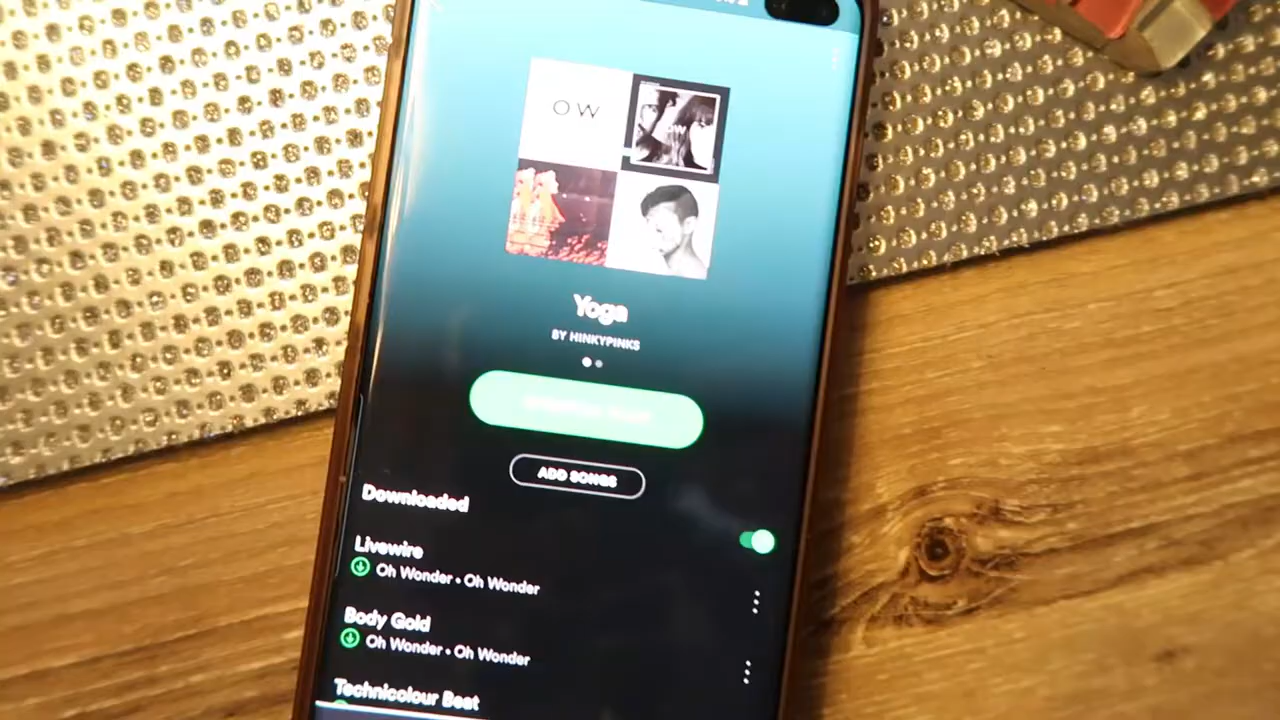 OW
Yoga
BY HINKYPINKS
ADD SONGS
Downloaded
Livewire
Oh Wonder • Oh Wonder
Body Gold
Oh Wonder • Oh Wonder
Technicolour Beat